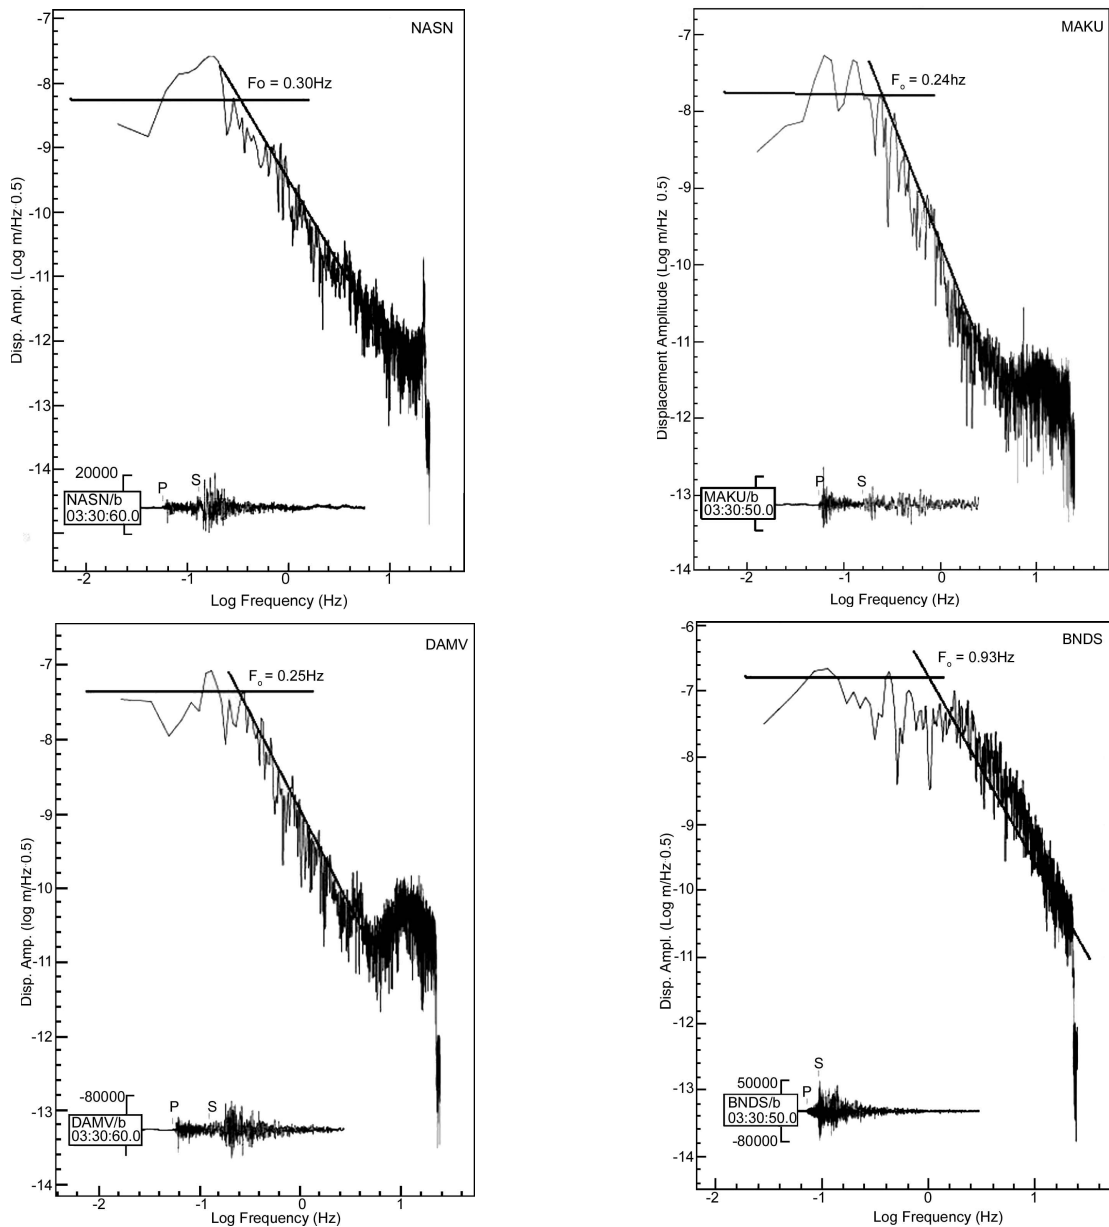 NASN
-7
Fo = 0.30Hz
-8
-9
-10
-11
-12
-13
-14
Disp. Ampl. (Log m/Hz·0.5)
20000
P
S
NASN/b
03:30:60.0
-2
-1
0
1
Log Frequency (Hz)
MAKU
-7
Fₒ = 0.24hz
-8
-9
-10
-11
-12
-13
-14
Displacement Amplitude (Log m/Hz 0.5)
P
S
MAKU/b
03:30:50.0
-2
-1
0
1
Log Frequency (Hz)
DAMV
-7
Fₒ = 0.25Hz
-8
-9
-10
-11
-12
-13
-14
Disp. Amp. (log m/Hz·0.5)
-80000
P
S
DAMV/b
03:30:60.0
-2
-1
0
1
Log Frequency (Hz)
-6
BNDS
Fₒ = 0.93Hz
-7
-8
-9
-10
-11
-12
-13
-14
Disp. Ampl. (Log m/Hz·0.5)
S
50000
P
BNDS/b
03:30:50.0
-80000
-2
-1
0
1
Log Frequency (Hz)